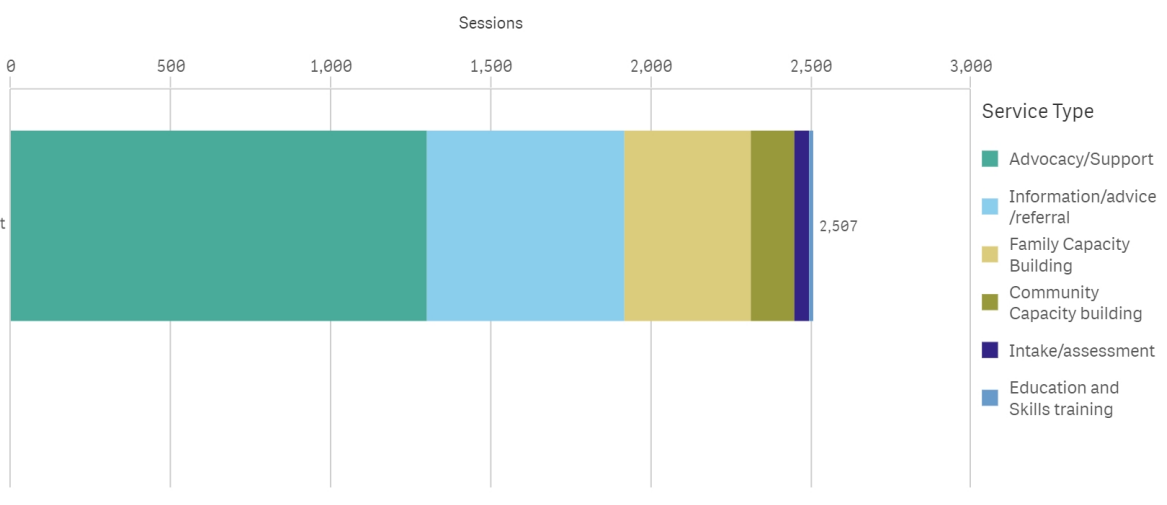 Sessions
0 500 1,000 1,500 2,000 2,500 3,000
Service Type
Advocacy/Support
Information/advice
/referral
Family Capacity
Building
Community
Capacity building
Intake/assessment
Education and
Skills training
t
2,507